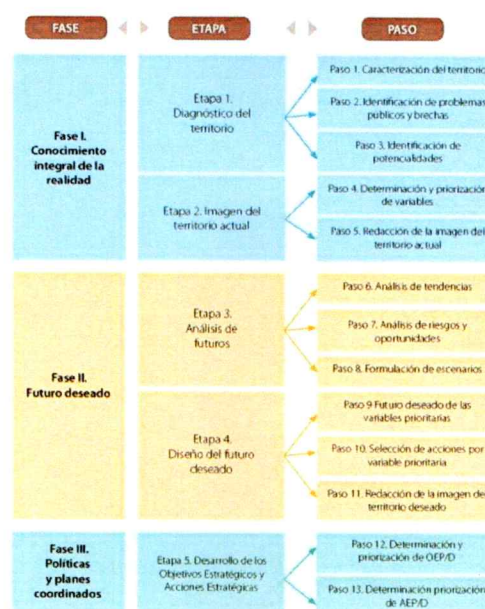 FASE
ETAPA
PASO
Fase I.
Conocimiento
integral de la
realidad
Etapa 1.
Diagnóstico del
territorio
Paso 1. Caracterización del territorio
Paso 2. Identificación de problemas
públicos y brechas
Paso 3. Identificación de
potencialidades
Etapa 2. Imagen del
territorio actual
Paso 4. Determinación y priorización
de variables
Paso 5. Redacción de la imagen del
territorio actual
Fase II.
Futuro deseado
Etapa 3.
Análisis de
futuros
Paso 6. Análisis de tendencias
Paso 7. Análisis de riesgos y
oportunidades
Paso 8. Formulación de escenarios
Etapa 4.
Diseño del futuro
deseado
Paso 9 Futuro deseado de las
variables prioritarias
Paso 10. Selección de acciones por
variable prioritaria
Paso 11. Redacción de la imagen del
territorio deseado
Fase III.
Políticas
y planes
coordinados
Etapa 5. Desarrollo de los
Objetivos Estratégicos y
Acciones Estratégicas
Paso 12. Determinación y
priorización de OEP/D
Paso 13. Determinación priorización
de AEP/D